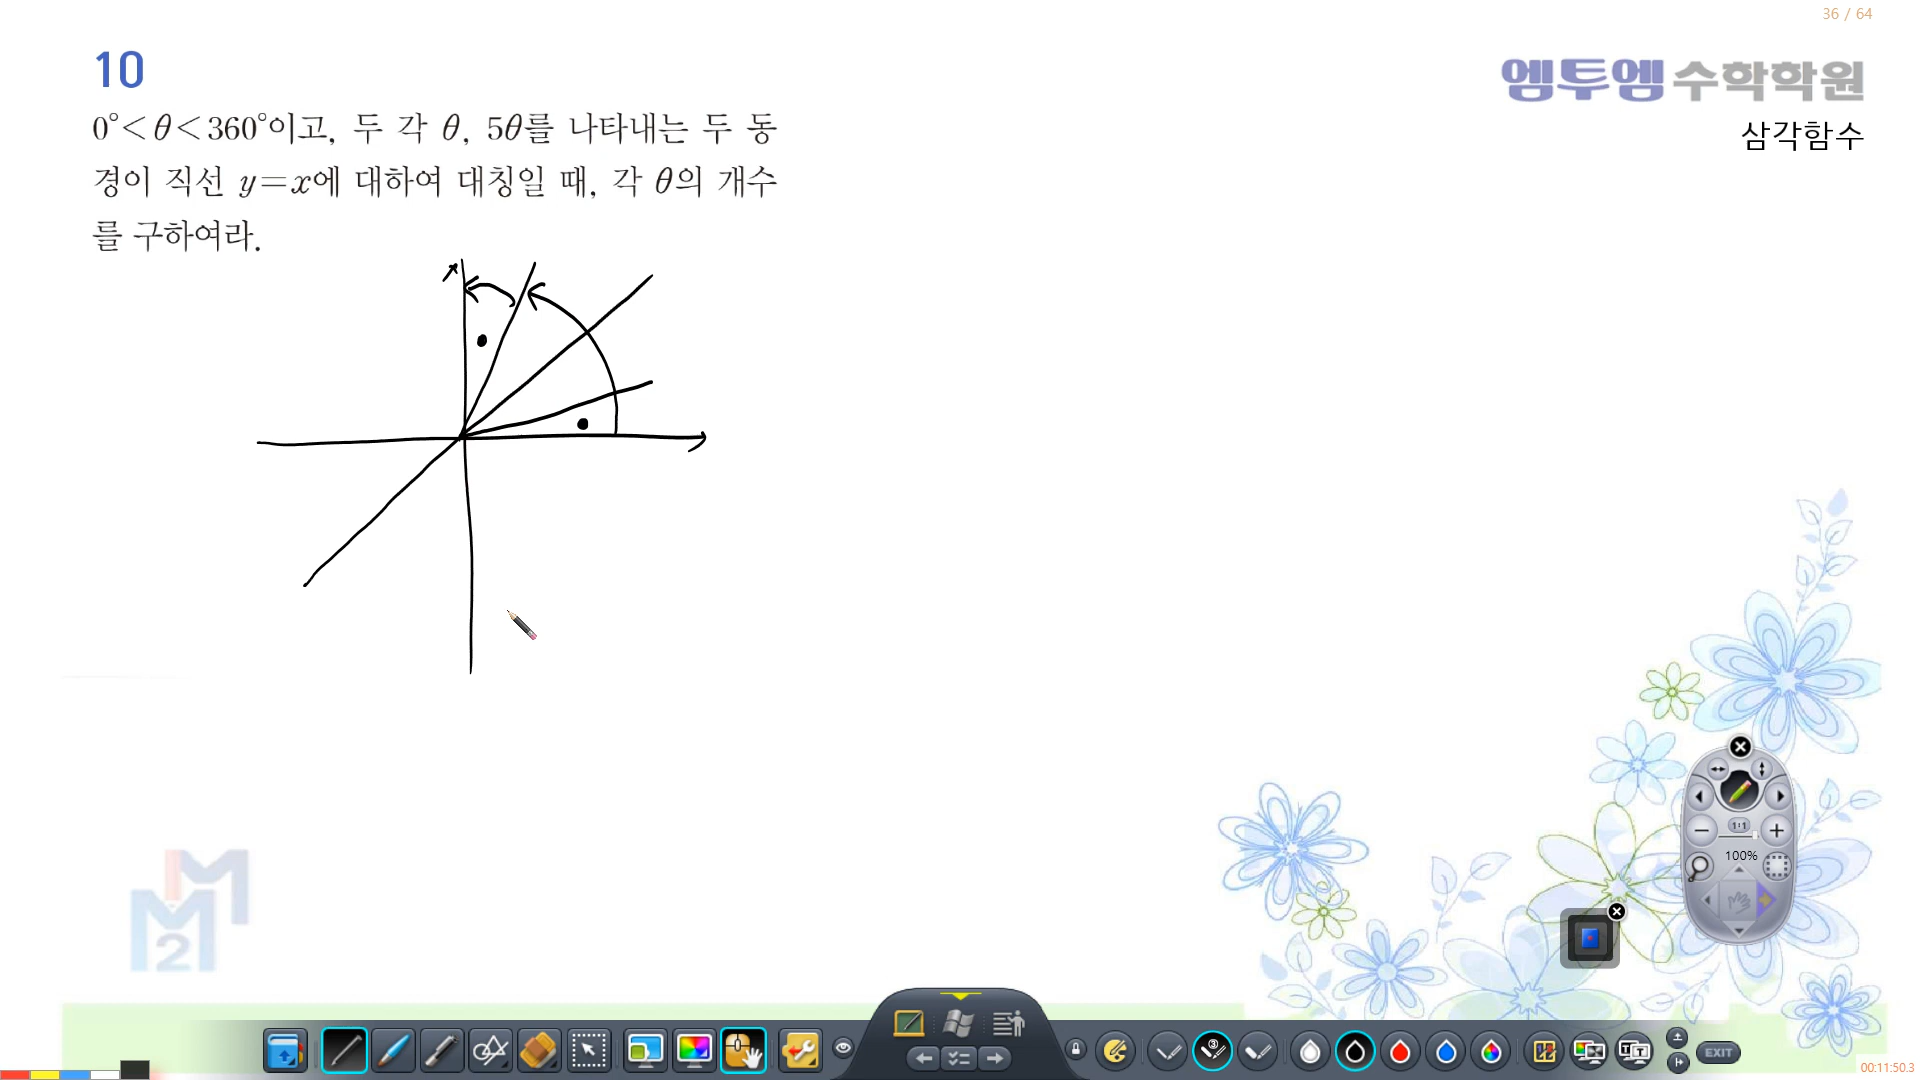 36 / 64
10
엠투엠수학학원
삼각함수
0°<θ<360°이고, 두 각 θ, 5θ를 나타내는 두 동
경이 직선 y=x에 대하여 대칭일 때, 각 θ의 개수
를 구하여라.
1:1
100%
M
M2
EXIT
00:11:50.3